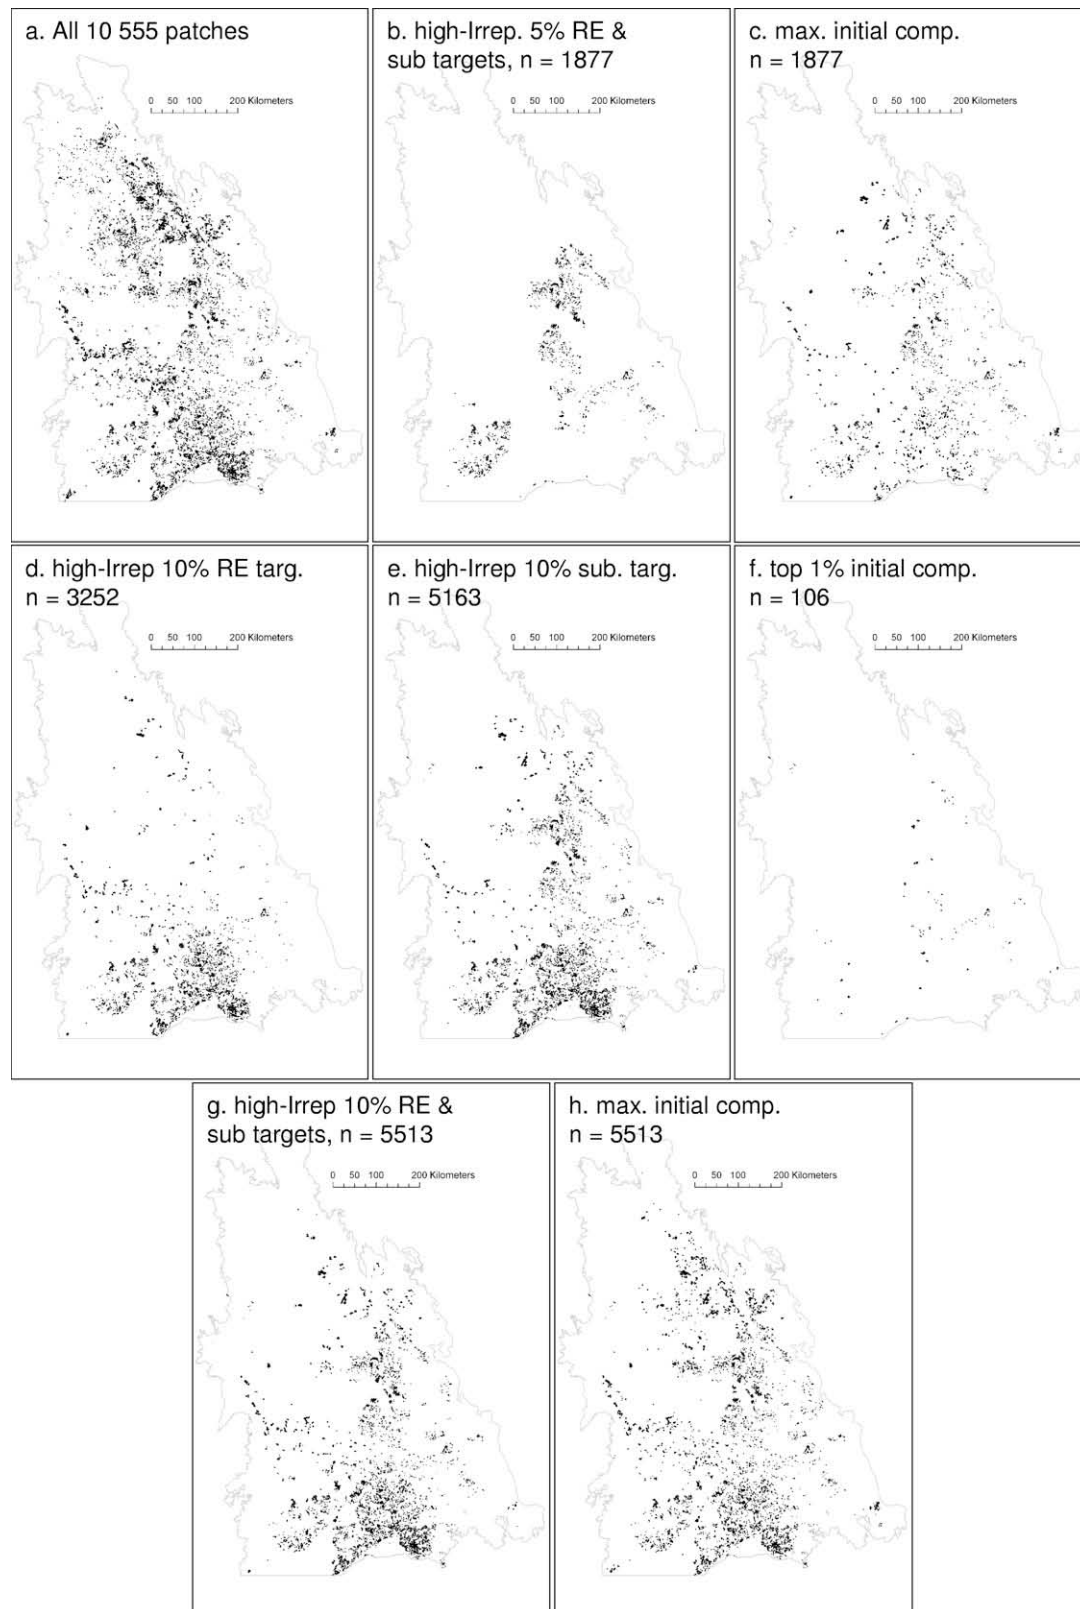 a. All 10 555 patches
0 50 100 200 Kilometers
b. high-Irrep. 5% RE &
sub targets, n = 1877
0 50 100 200 Kilometers
c. max. initial comp.
n = 1877
0 50 100 200 Kilometers
d. high-Irrep 10% RE targ.
n = 3252
0 50 100 200 Kilometers
e. high-Irrep 10% sub. targ.
n = 5163
0 50 100 200 Kilometers
f. top 1% initial comp.
n = 106
0 50 100 200 Kilometers
g. high-Irrep 10% RE &
sub targets, n = 5513
0 50 100 200 Kilometers
h. max. initial comp.
n = 5513
0 50 100 200 Kilometers